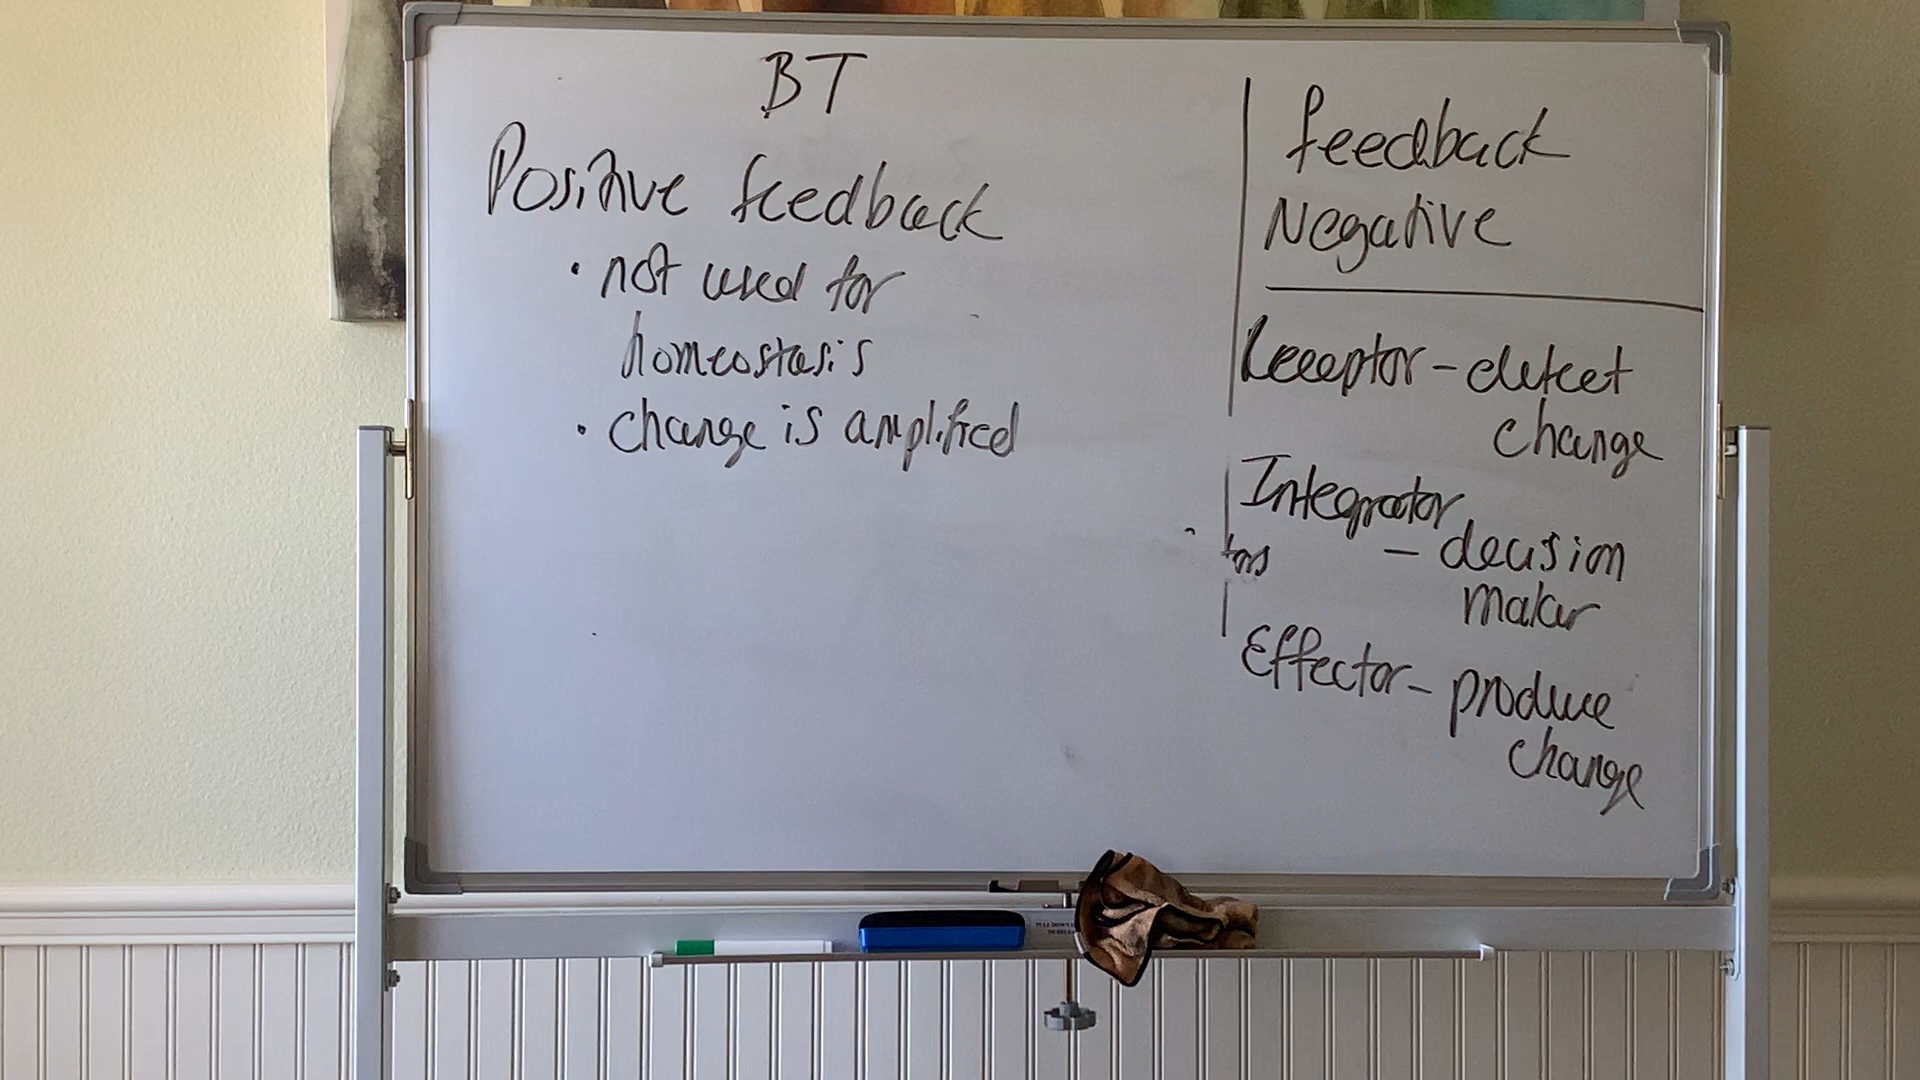 BT
Positive feedback
• not used for
homeostasis
• change is amplified
feedback
Negative
Receptor - detect
change
Integrator
- decision
maker
Effector - produce
change